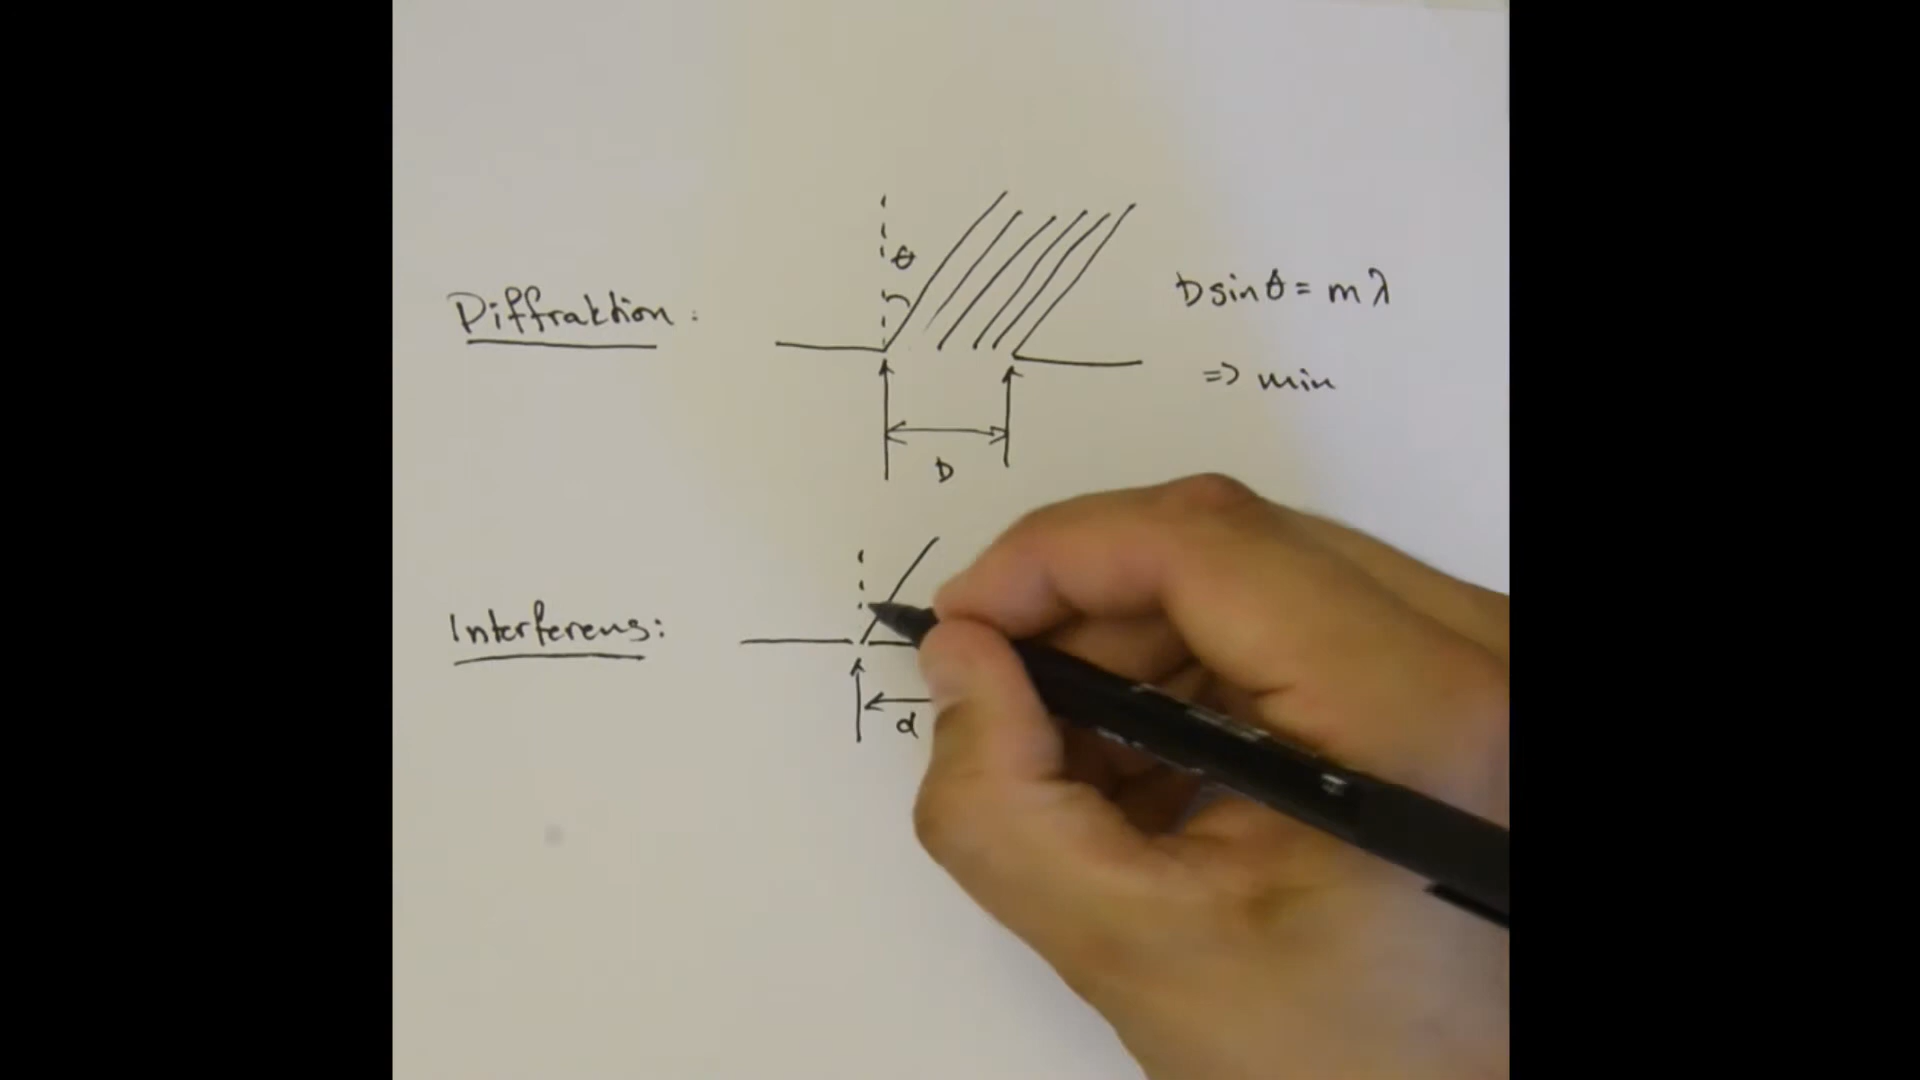 θ
Diffraktion:
D sin θ = m λ
=> min
D
Interferens:
d